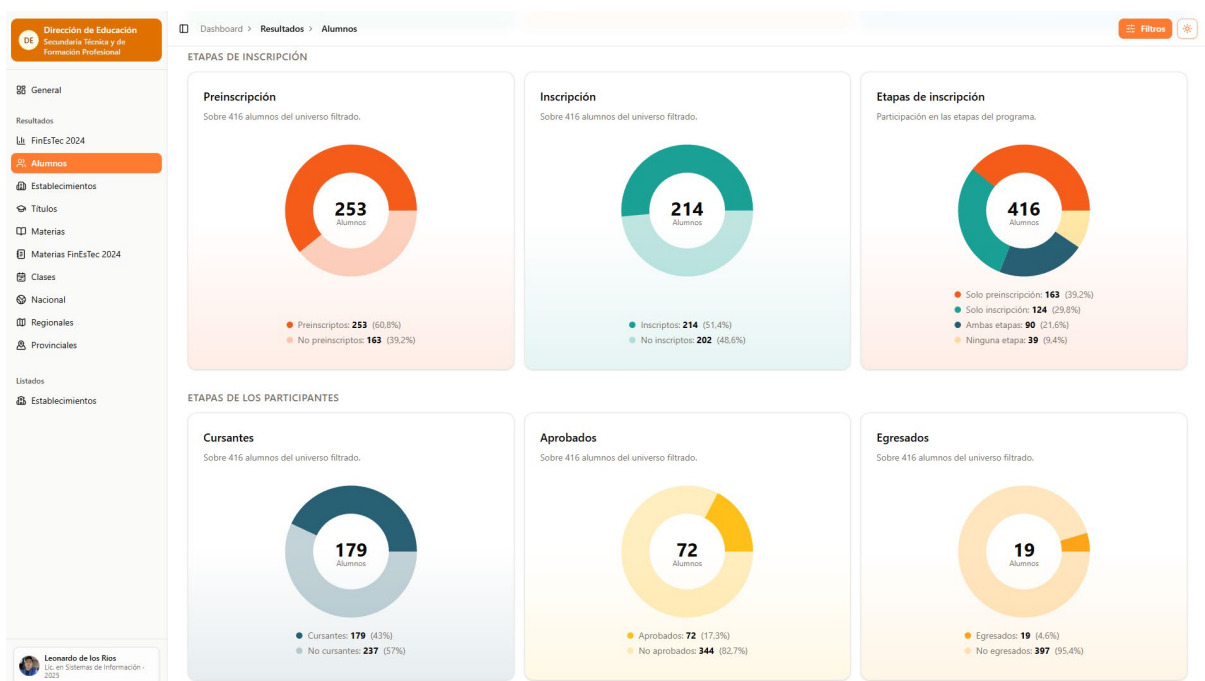 DE
Dirección de Educación
Secundaria Técnica y de
Formación Profesional
General
Resultados
FinEsTec 2024
Alumnos
Establecimientos
Títulos
Materias
Materias FinEsTec 2024
Clases
Nacional
Regionales
Provinciales
Listados
Establecimientos
Leonardo de los Rios
Lic. en Sistemas de Información -
2025
Dashboard > Resultados > Alumnos
Filtros
ETAPAS DE INSCRIPCIÓN
Preinscripción
Sobre 416 alumnos del universo filtrado.
253
Alumnos
Preinscriptos: 253 (60,8%)
No preinscriptos: 163 (39,2%)
Inscripción
Sobre 416 alumnos del universo filtrado.
214
Alumnos
Inscriptos: 214 (51,4%)
No inscriptos: 202 (48,6%)
Etapas de inscripción
Participación en las etapas del programa.
416
Alumnos
Solo preinscripción: 163 (39,2%)
Solo inscripción: 124 (29,8%)
Ambas etapas: 90 (21,6%)
Ninguna etapa: 39 (9,4%)
ETAPAS DE LOS PARTICIPANTES
Cursantes
Sobre 416 alumnos del universo filtrado.
179
Alumnos
Cursantes: 179 (43%)
No cursantes: 237 (57%)
Aprobados
Sobre 416 alumnos del universo filtrado.
72
Alumnos
Aprobados: 72 (17,3%)
No aprobados: 344 (82,7%)
Egresados
Sobre 416 alumnos del universo filtrado.
19
Alumnos
Egresados: 19 (4,6%)
No egresados: 397 (95,4%)